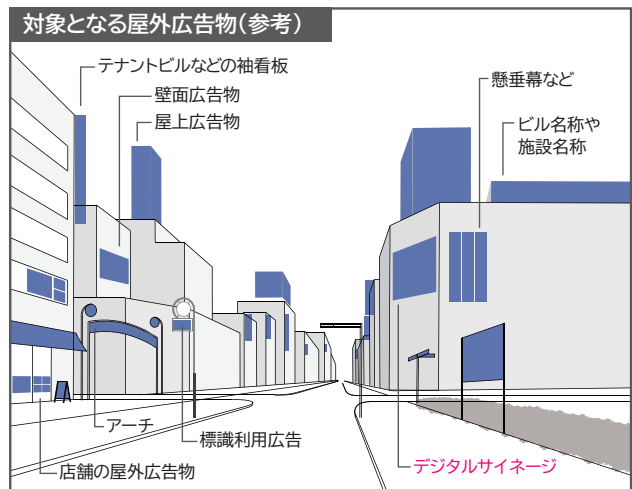 対象となる屋外広告物（参考）
テナントビルなどの袖看板
壁面広告物
屋上広告物
懸垂幕など
ビル名称や
施設名称
アーチ
標識利用広告
店舗の屋外広告物
デジタルサイネージ